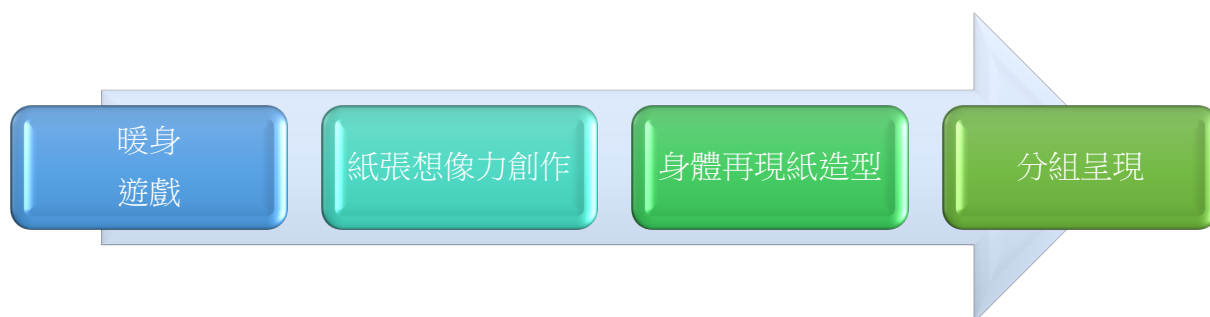 暖身
遊戲
紙張想像力創作
身體再現紙造型
分組呈現